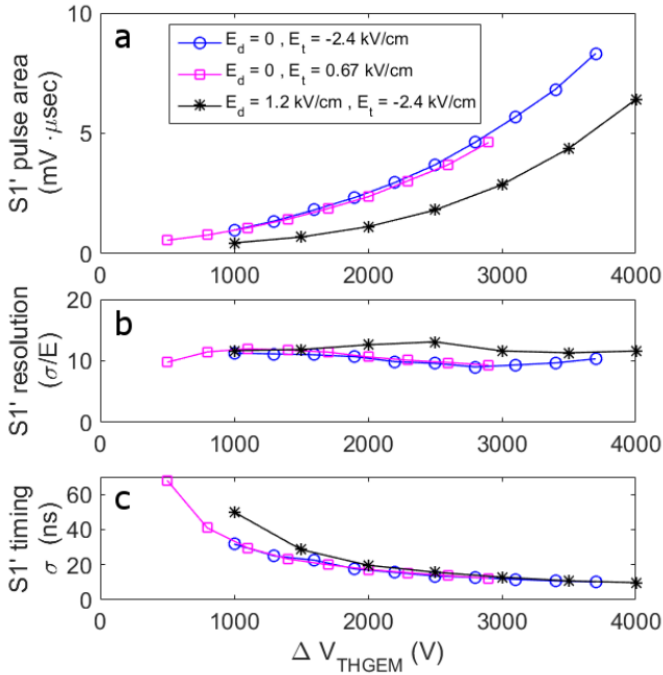 a
10
5
0
S1' pulse area
(mV · μsec)
E_d = 0 , E_t = -2.4 kV/cm
E_d = 0, E_t = 0.67 kV/cm
E_d = 1.2 kV/cm , E_t = -2.4 kV/cm
0 1000 2000 3000 4000
b
20
10
0
S1' resolution
(σ/E)
0 1000 2000 3000 4000
c
60
40
20
0
S1' timing
σ (ns)
0 1000 2000 3000 4000
Δ V_THGEM (V)